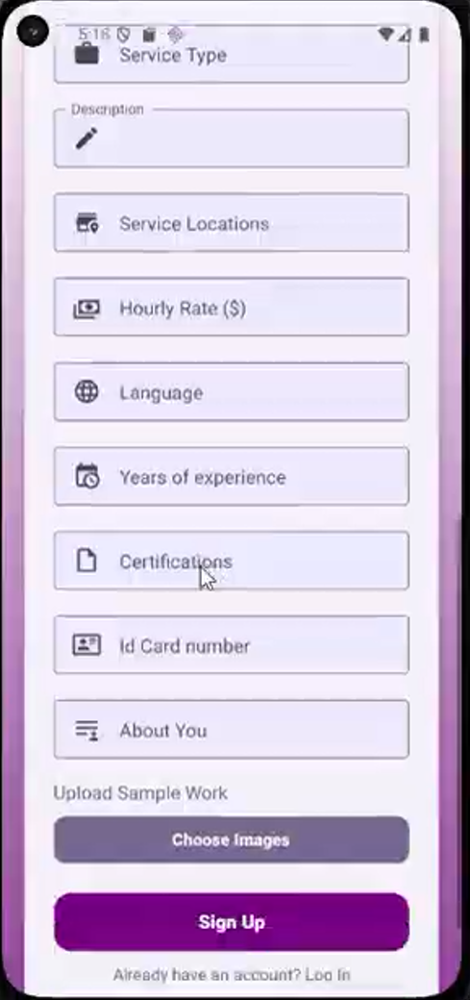 5:18
Service Type
Description
Service Locations
Hourly Rate ($)
Language
Years of experience
Certifications
Id Card number
About You
Upload Sample Work
Choose Images
Sign Up
Already have an account? Log In